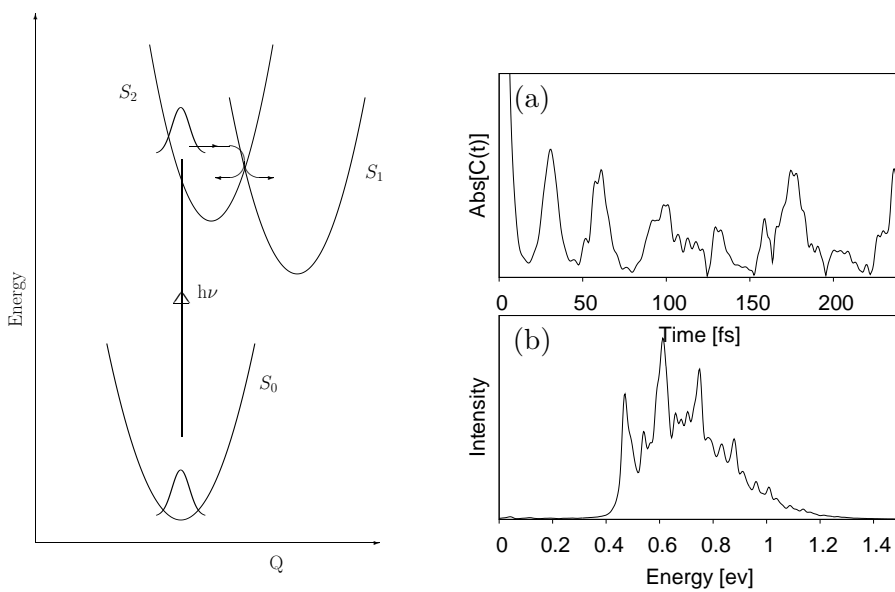 Energy
S₂
S₁
hν
S₀
Q
(a)
Abs[C(t)]
0 50 100 150 200
Time [fs]
(b)
Intensity
0 0.2 0.4 0.6 0.8 1 1.2 1.4
Energy [ev]